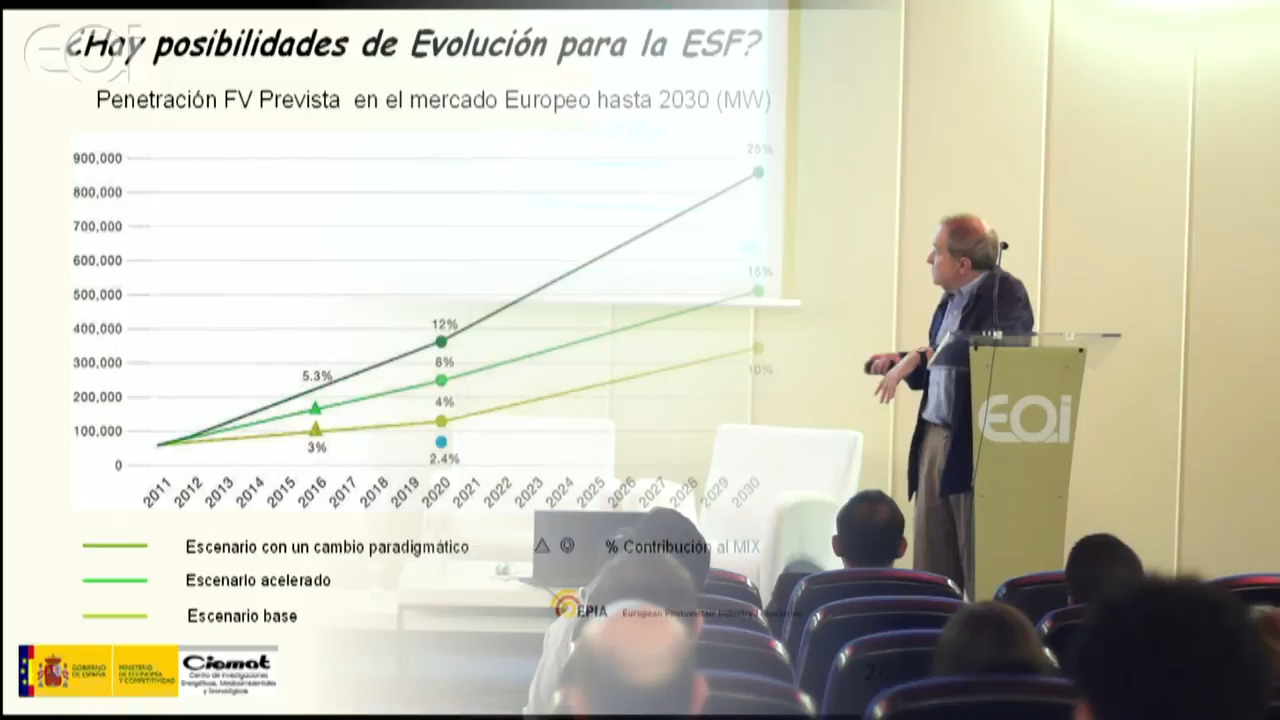 ¿Hay posibilidades de Evolución para la ESF?
EOi
Penetración FV Prevista en el mercado Europeo hasta 2030 (MW)
900,000
800,000
700,000
600,000
500,000
400,000
300,000
200,000
100,000
0
25%
15%
12%
8%
5.3%
10%
4%
3%
2.4%
2011
2012
2013
2014
2015
2016
2017
2018
2019
2020
2021
2022
2023
2024
2025
2026
2027
2028
2029
2030
Escenario con un cambio paradigmático
% Contribución al MIX
Escenario acelerado
Escenario base
EPIA European Photovoltaic Industry Association
GOBIERNO
DE ESPAÑA
MINISTERIO
DE ECONOMÍA
Y COMPETITIVIDAD
Ciemat
Centro de Investigaciones
Energéticas, Medioambientales
y Tecnológicas
EOi